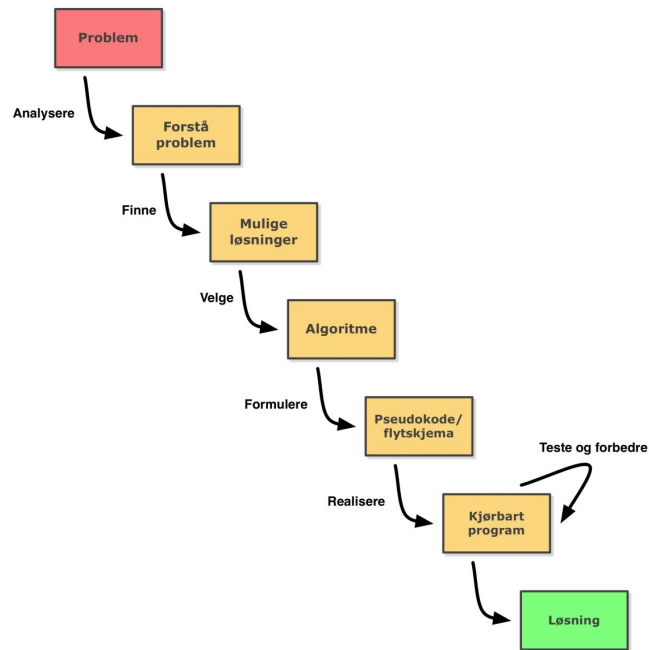 Problem
Analysere
Forstå
problem
Finne
Mulige
løsninger
Velge
Algoritme
Formulere
Pseudokode/
flytskjema
Teste og forbedre
Realisere
Kjørbart
program
Løsning